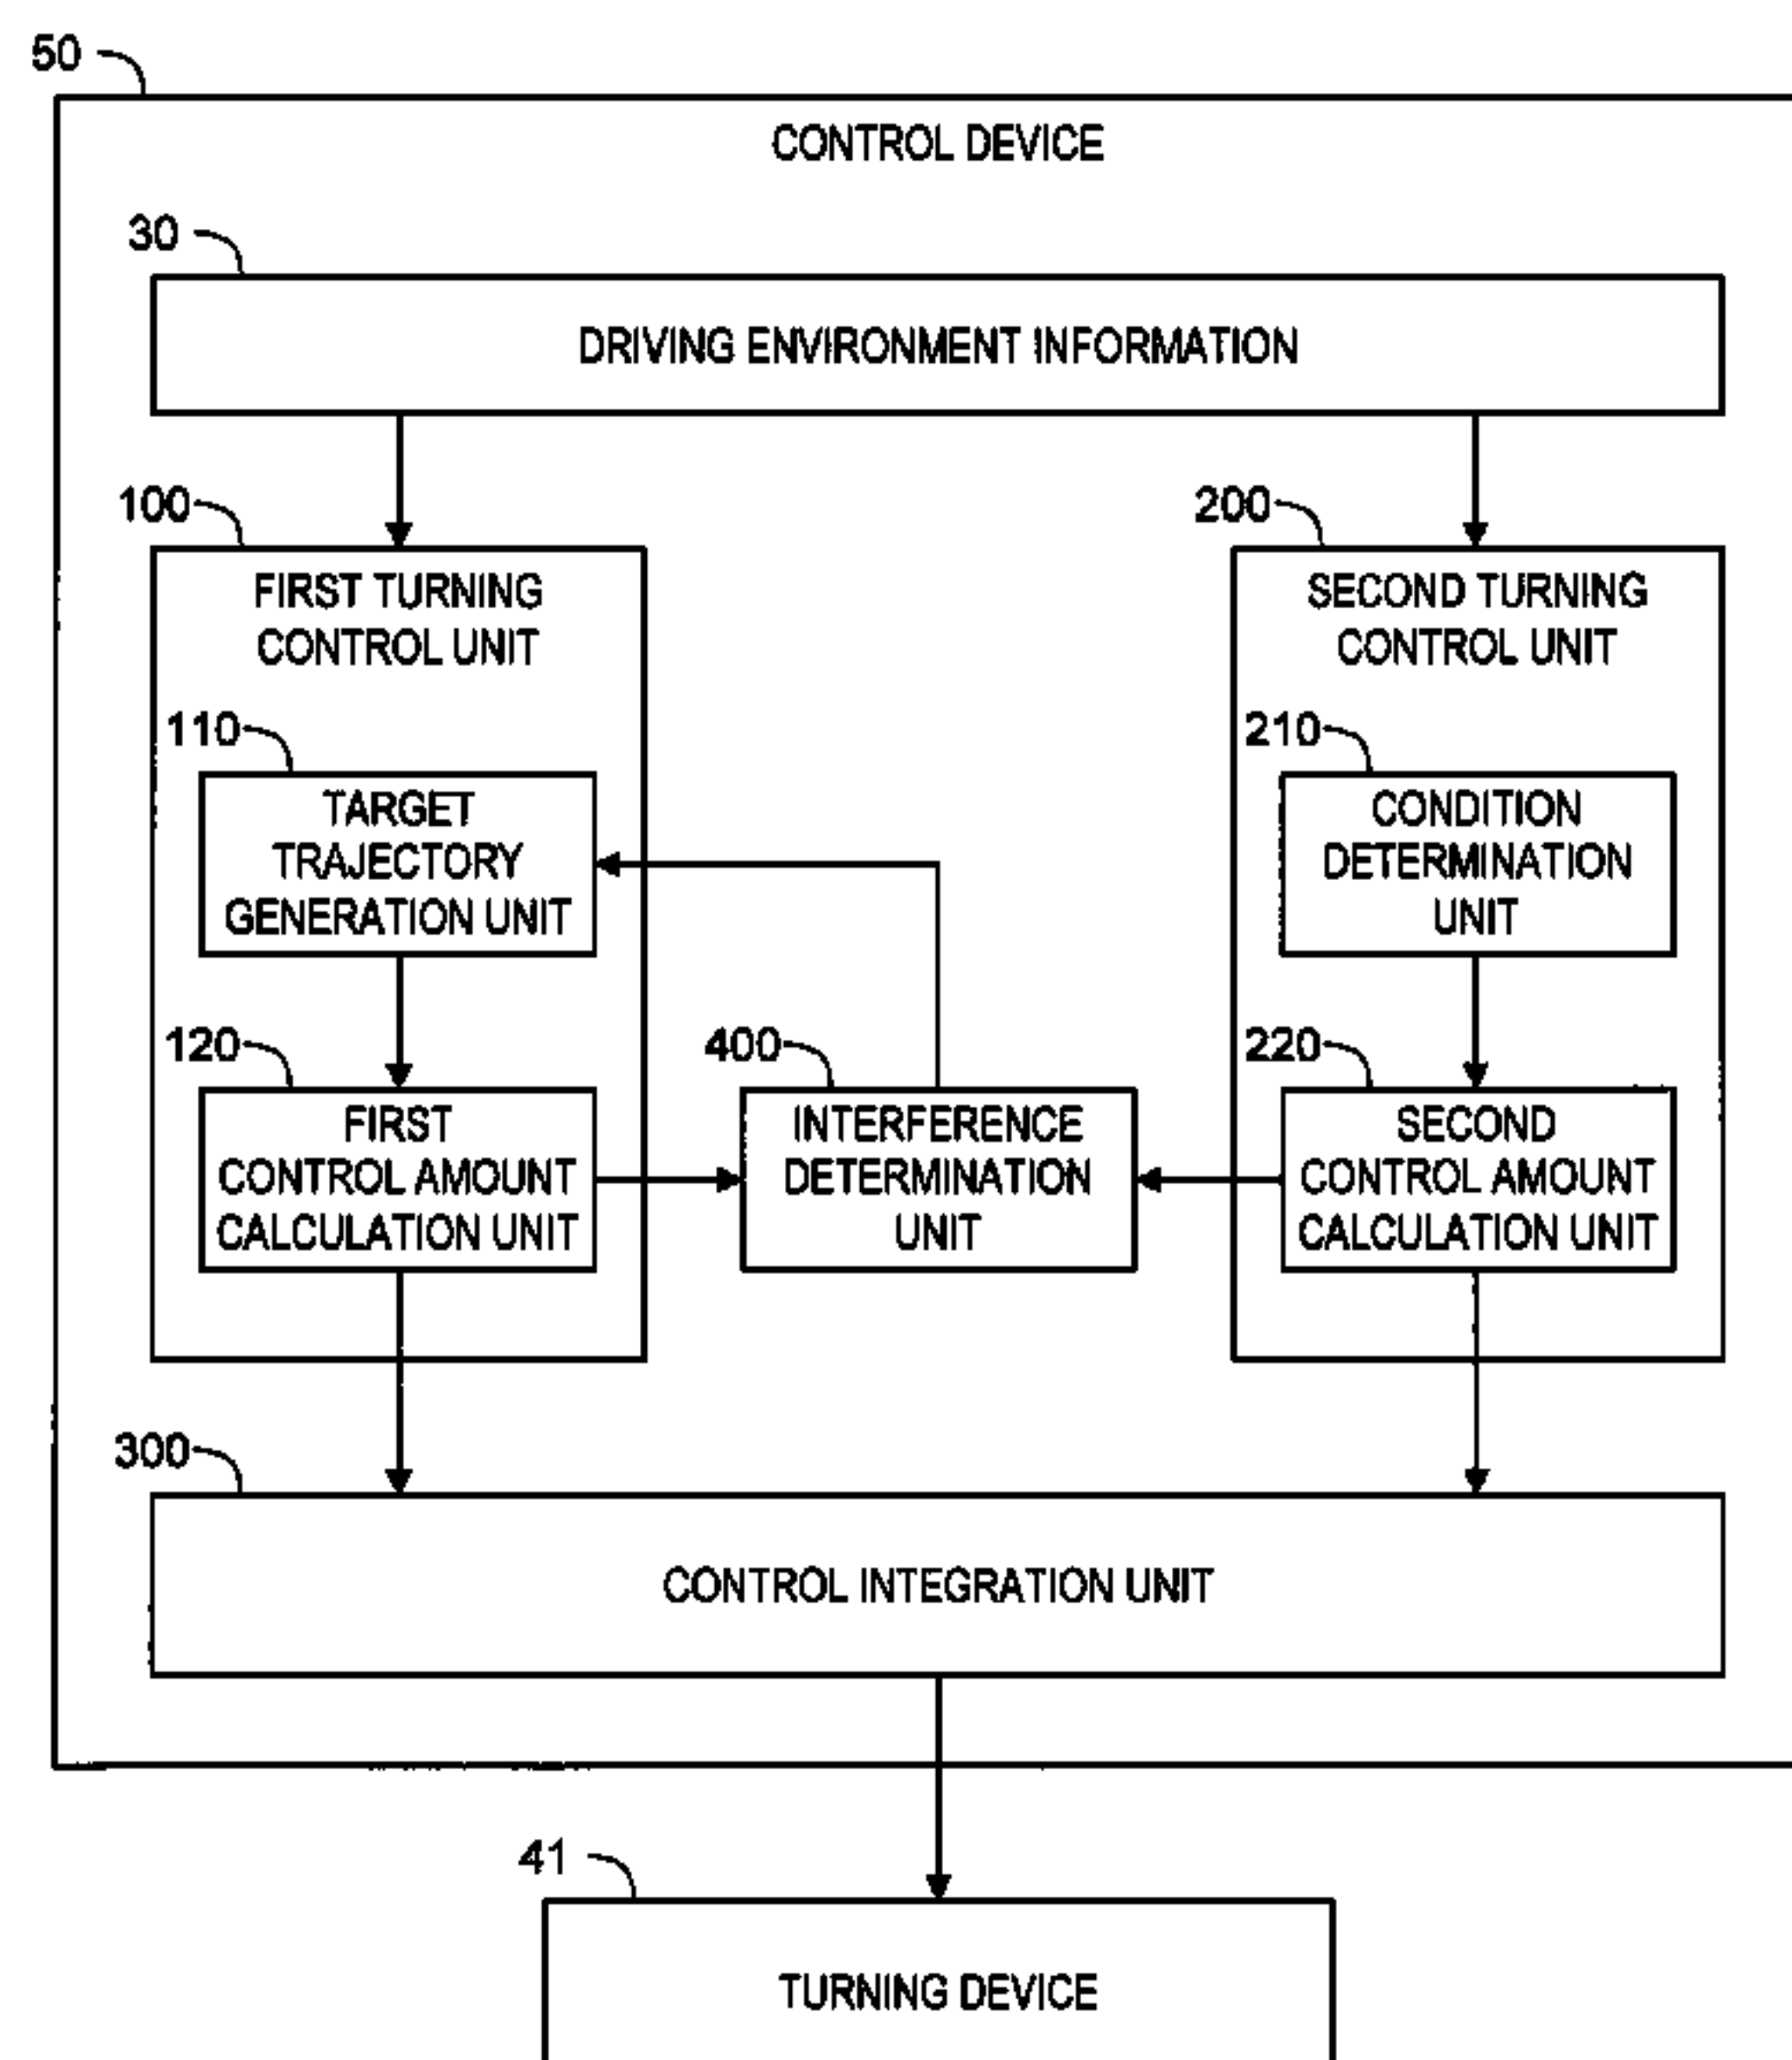 50
CONTROL DEVICE
30
DRIVING ENVIRONMENT INFORMATION
100
FIRST TURNING
CONTROL UNIT
200
SECOND TURNING
CONTROL UNIT
110
TARGET
TRAJECTORY
GENERATION UNIT
210
CONDITION
DETERMINATION
UNIT
120
FIRST
CONTROL AMOUNT
CALCULATION UNIT
400
INTERFERENCE
DETERMINATION
UNIT
220
SECOND
CONTROL AMOUNT
CALCULATION UNIT
300
CONTROL INTEGRATION UNIT
41
TURNING DEVICE